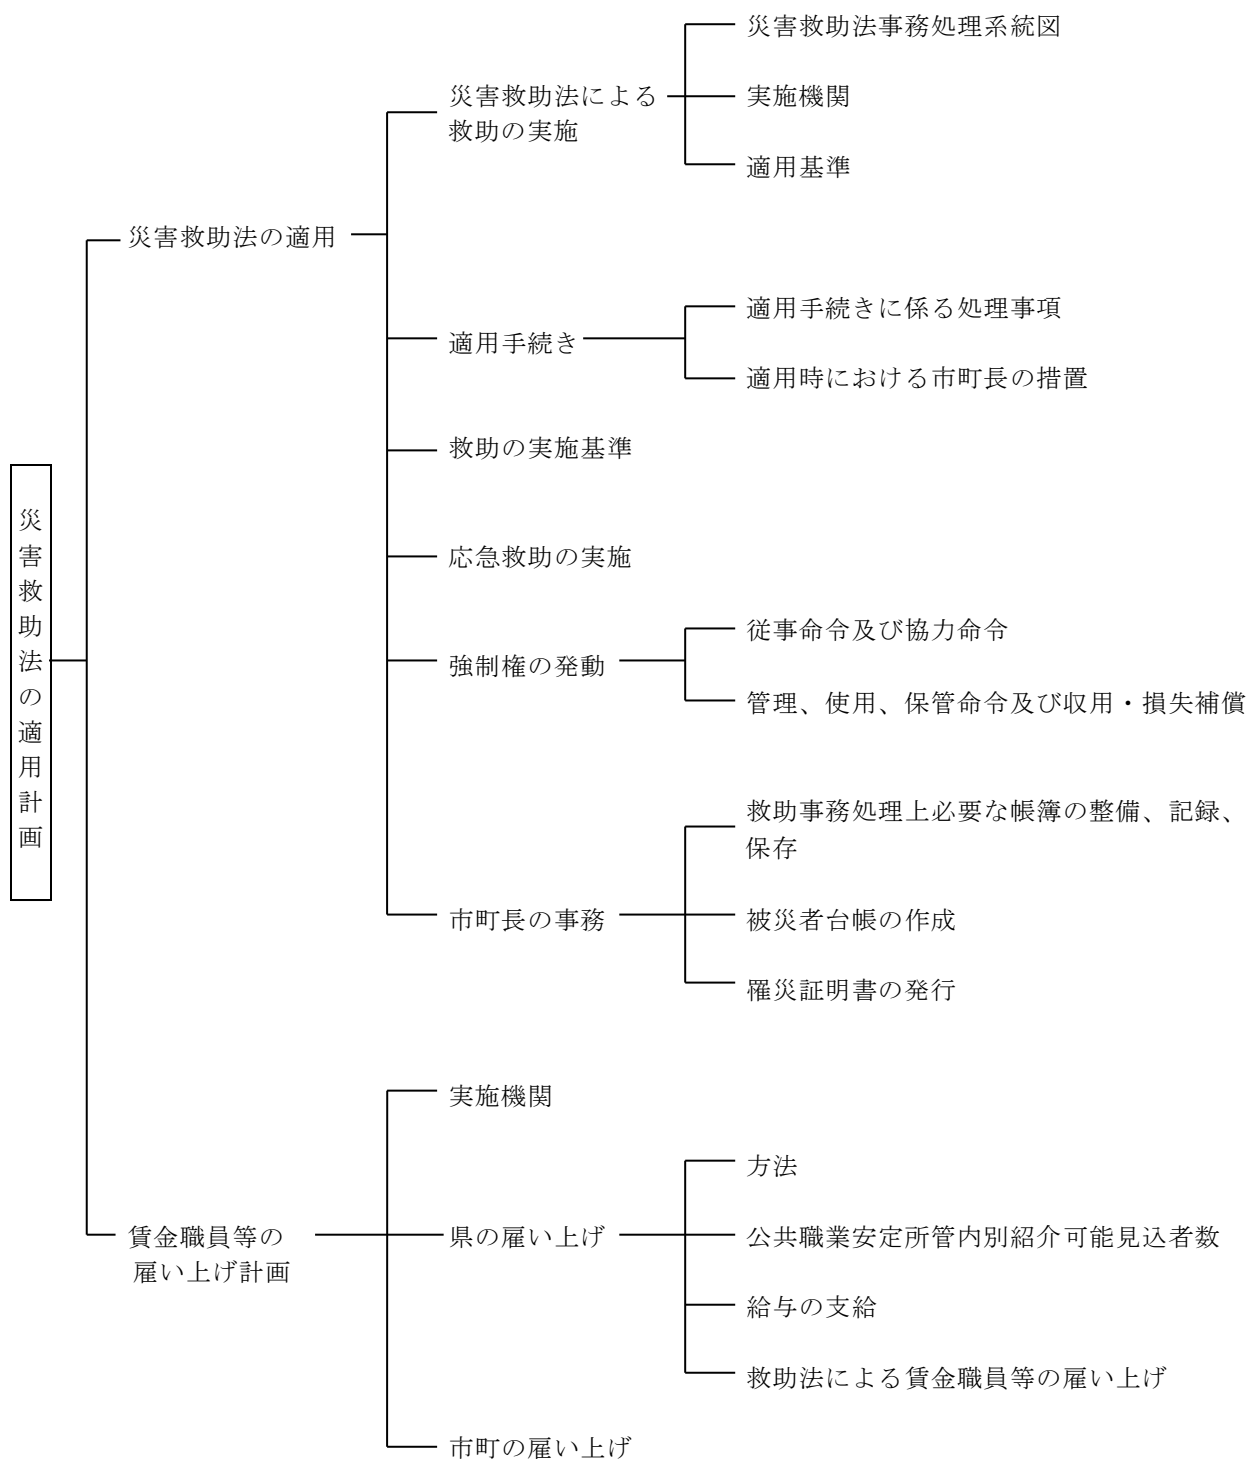 災害救助法の適用計画
災害救助法の適用
災害救助法による
救助の実施
災害救助法事務処理系統図
実施機関
適用基準
適用手続き
適用手続きに係る処理事項
適用時における市町長の措置
救助の実施基準
応急救助の実施
強制権の発動
従事命令及び協力命令
管理、使用、保管命令及び収用・損失補償
市町長の事務
救助事務処理上必要な帳簿の整備、記録、
保存
被災者台帳の作成
罹災証明書の発行
賃金職員等の
雇い上げ計画
実施機関
県の雇い上げ
方法
公共職業安定所管内別紹介可能見込者数
給与の支給
救助法による賃金職員等の雇い上げ
市町の雇い上げ